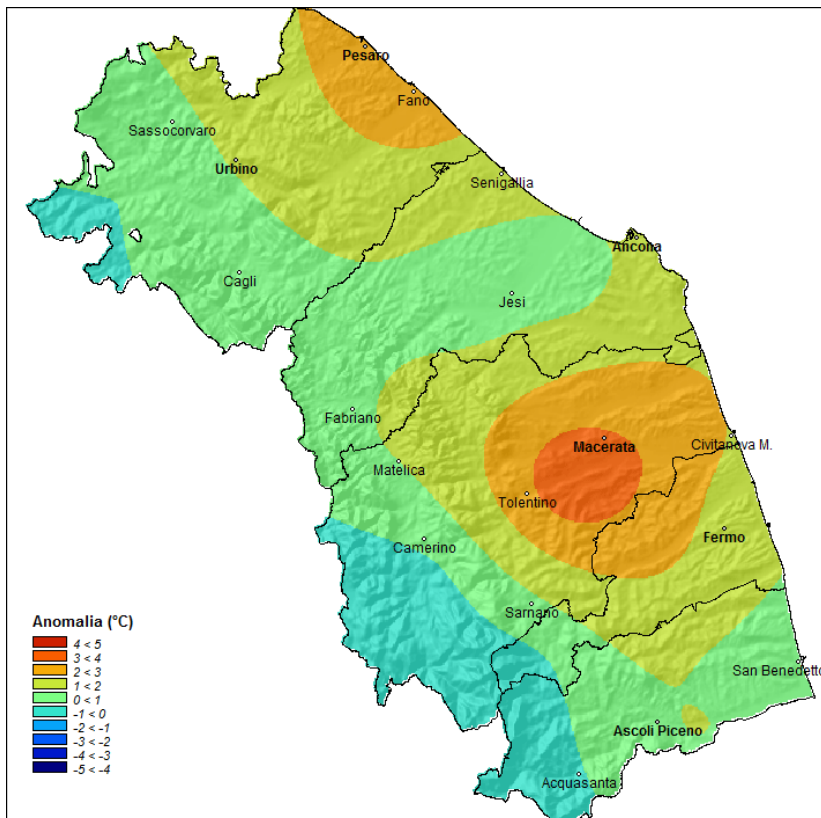 Pesaro
Fano
Sassocorvaro
Urbino
Senigallia
Ancona
Cagli
Jesi
Fabriano
Macerata
Civitanova M.
Matelica
Tolentino
Fermo
Camerino
Sarnano
San Benedetto
Ascoli Piceno
Acquasanta
Anomalia (°C)
4 < 5
3 < 4
2 < 3
1 < 2
0 < 1
-1 < 0
-2 < -1
-3 < -2
-4 < -3
-5 < -4